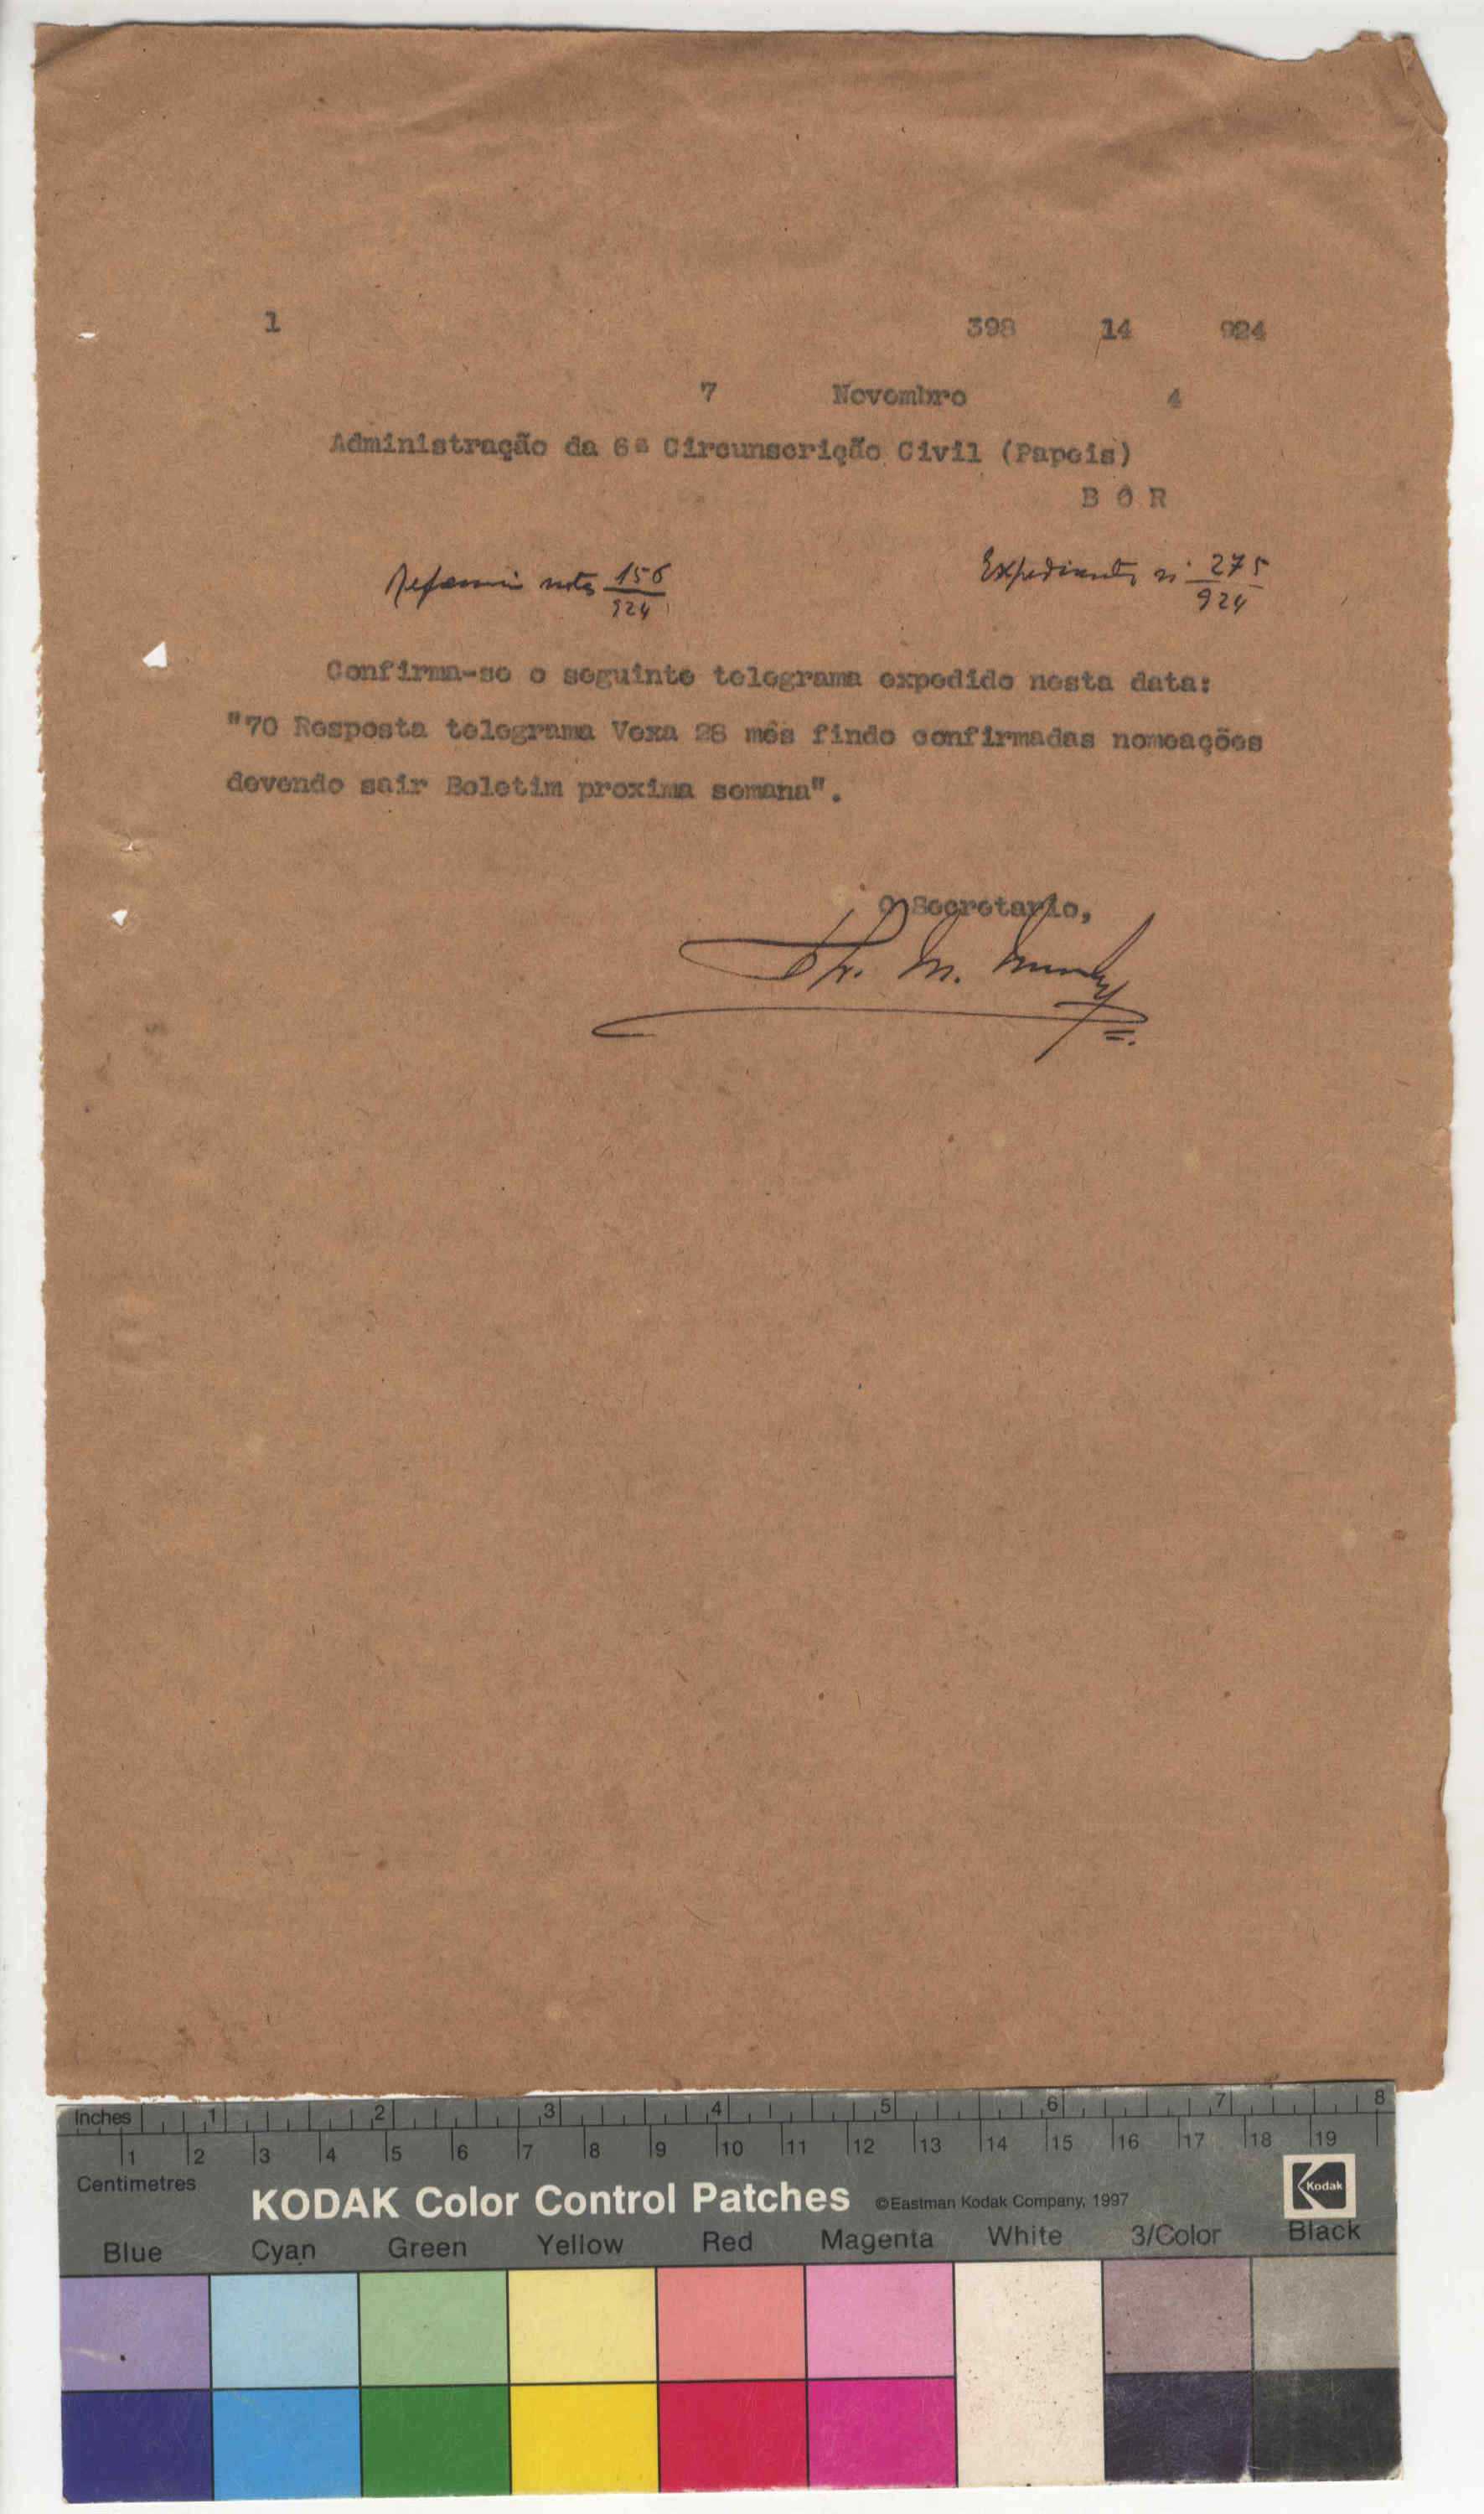 1 398 14 924
7 Novembro 4
Administração da 6ª Circunscrição Civil (Papeis)
B Ô R
nota 156/924
Expediente nº 275/924
Confirma-se o seguinte telegrama expedido nesta data:
"70 Resposta telegrama Vexa 28 mês findo confirmadas nomeações
devendo sair Boletim proxima semana".
O Secretario,
Inches 1 2 3 4 5 6 7 8
1 2 3 4 5 6 7 8 9 10 11 12 13 14 15 16 17 18 19
Centimetres
KODAK Color Control Patches ©Eastman Kodak Company, 1997 Kodak
Blue Cyan Green Yellow Red Magenta White 3/Color Black